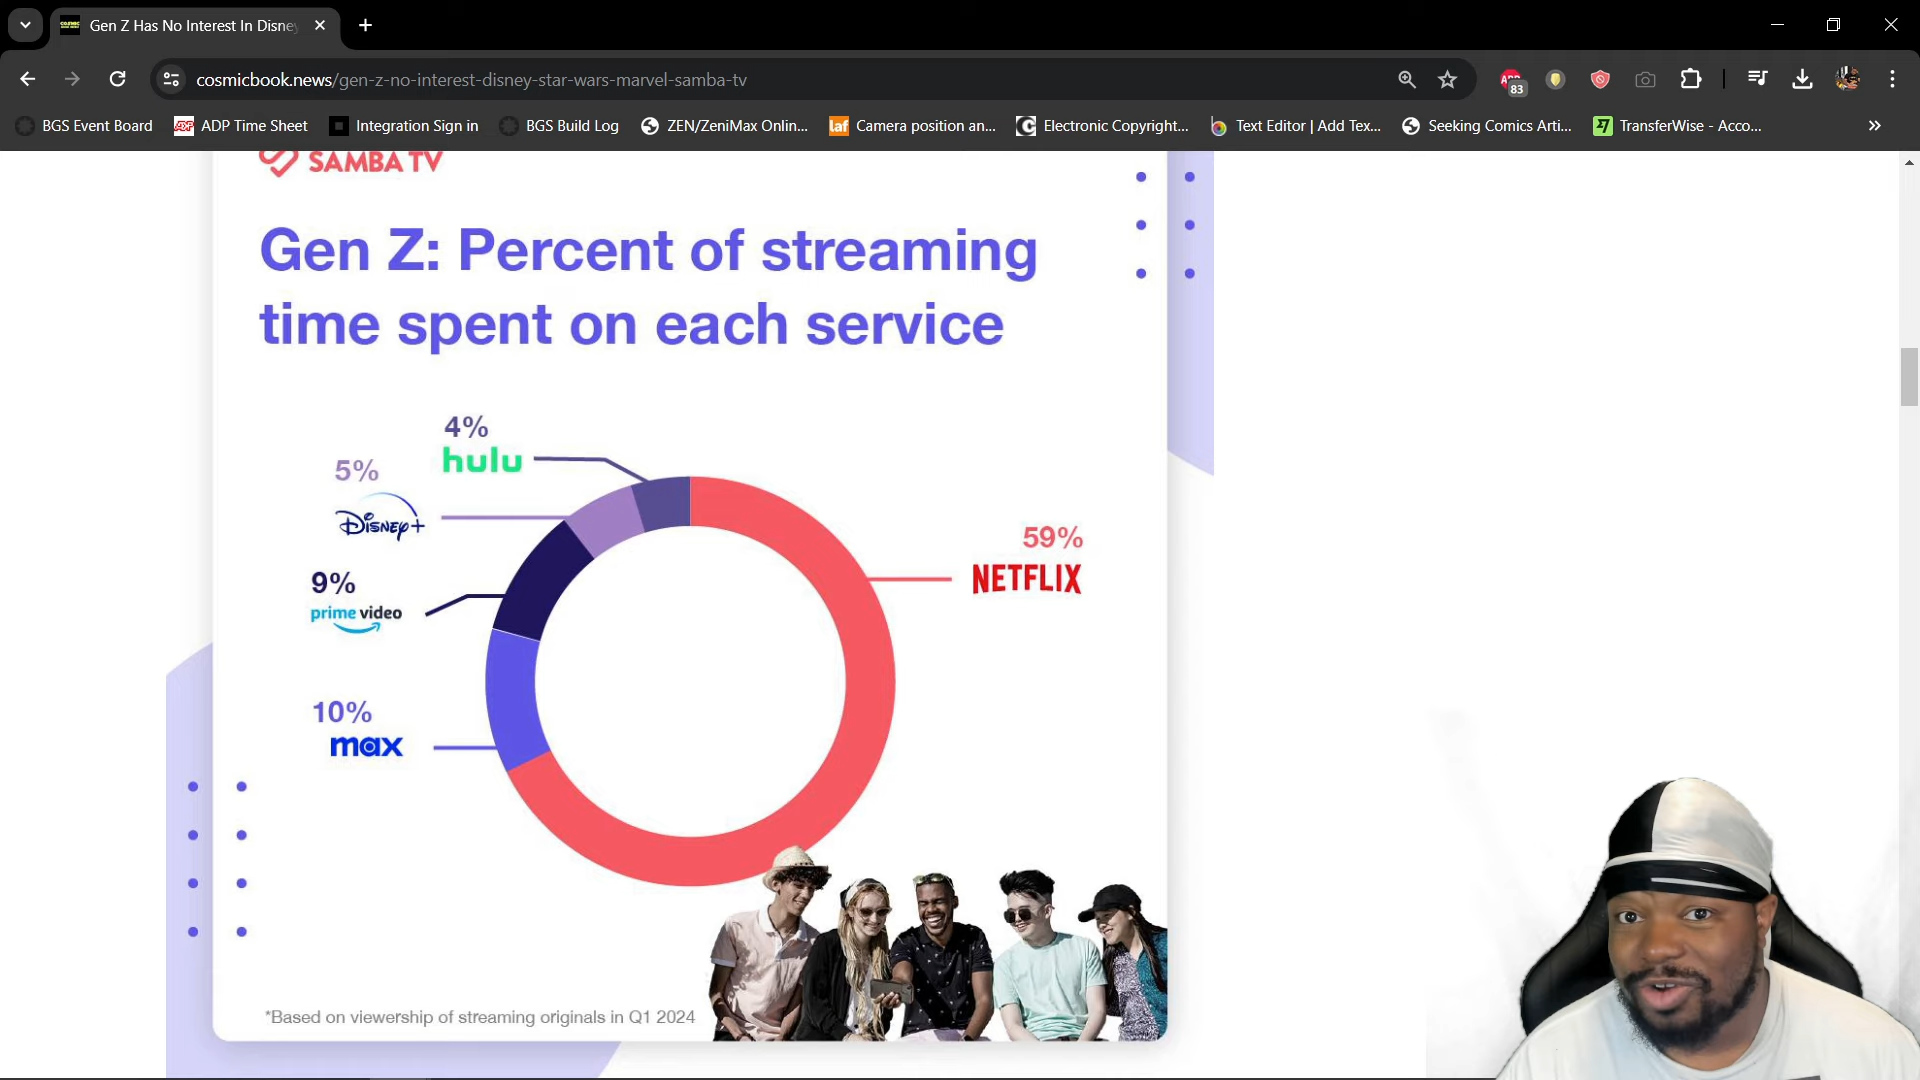 Gen Z Has No Interest In Disne
cosmicbook.news/gen-z-no-interest-disney-star-wars-marvel-samba-tv
83
BGS Event Board
ADP Time Sheet
Integration Sign in
BGS Build Log
ZEN/ZeniMax Onlin...
Camera position an...
Electronic Copyright...
Text Editor | Add Tex...
Seeking Comics Arti...
TransferWise - Acco...
SAMBA TV
Gen Z: Percent of streaming
time spent on each service
4%
hulu
5%
Disney+
59%
NETFLIX
9%
prime video
10%
max
*Based on viewership of streaming originals in Q1 2024